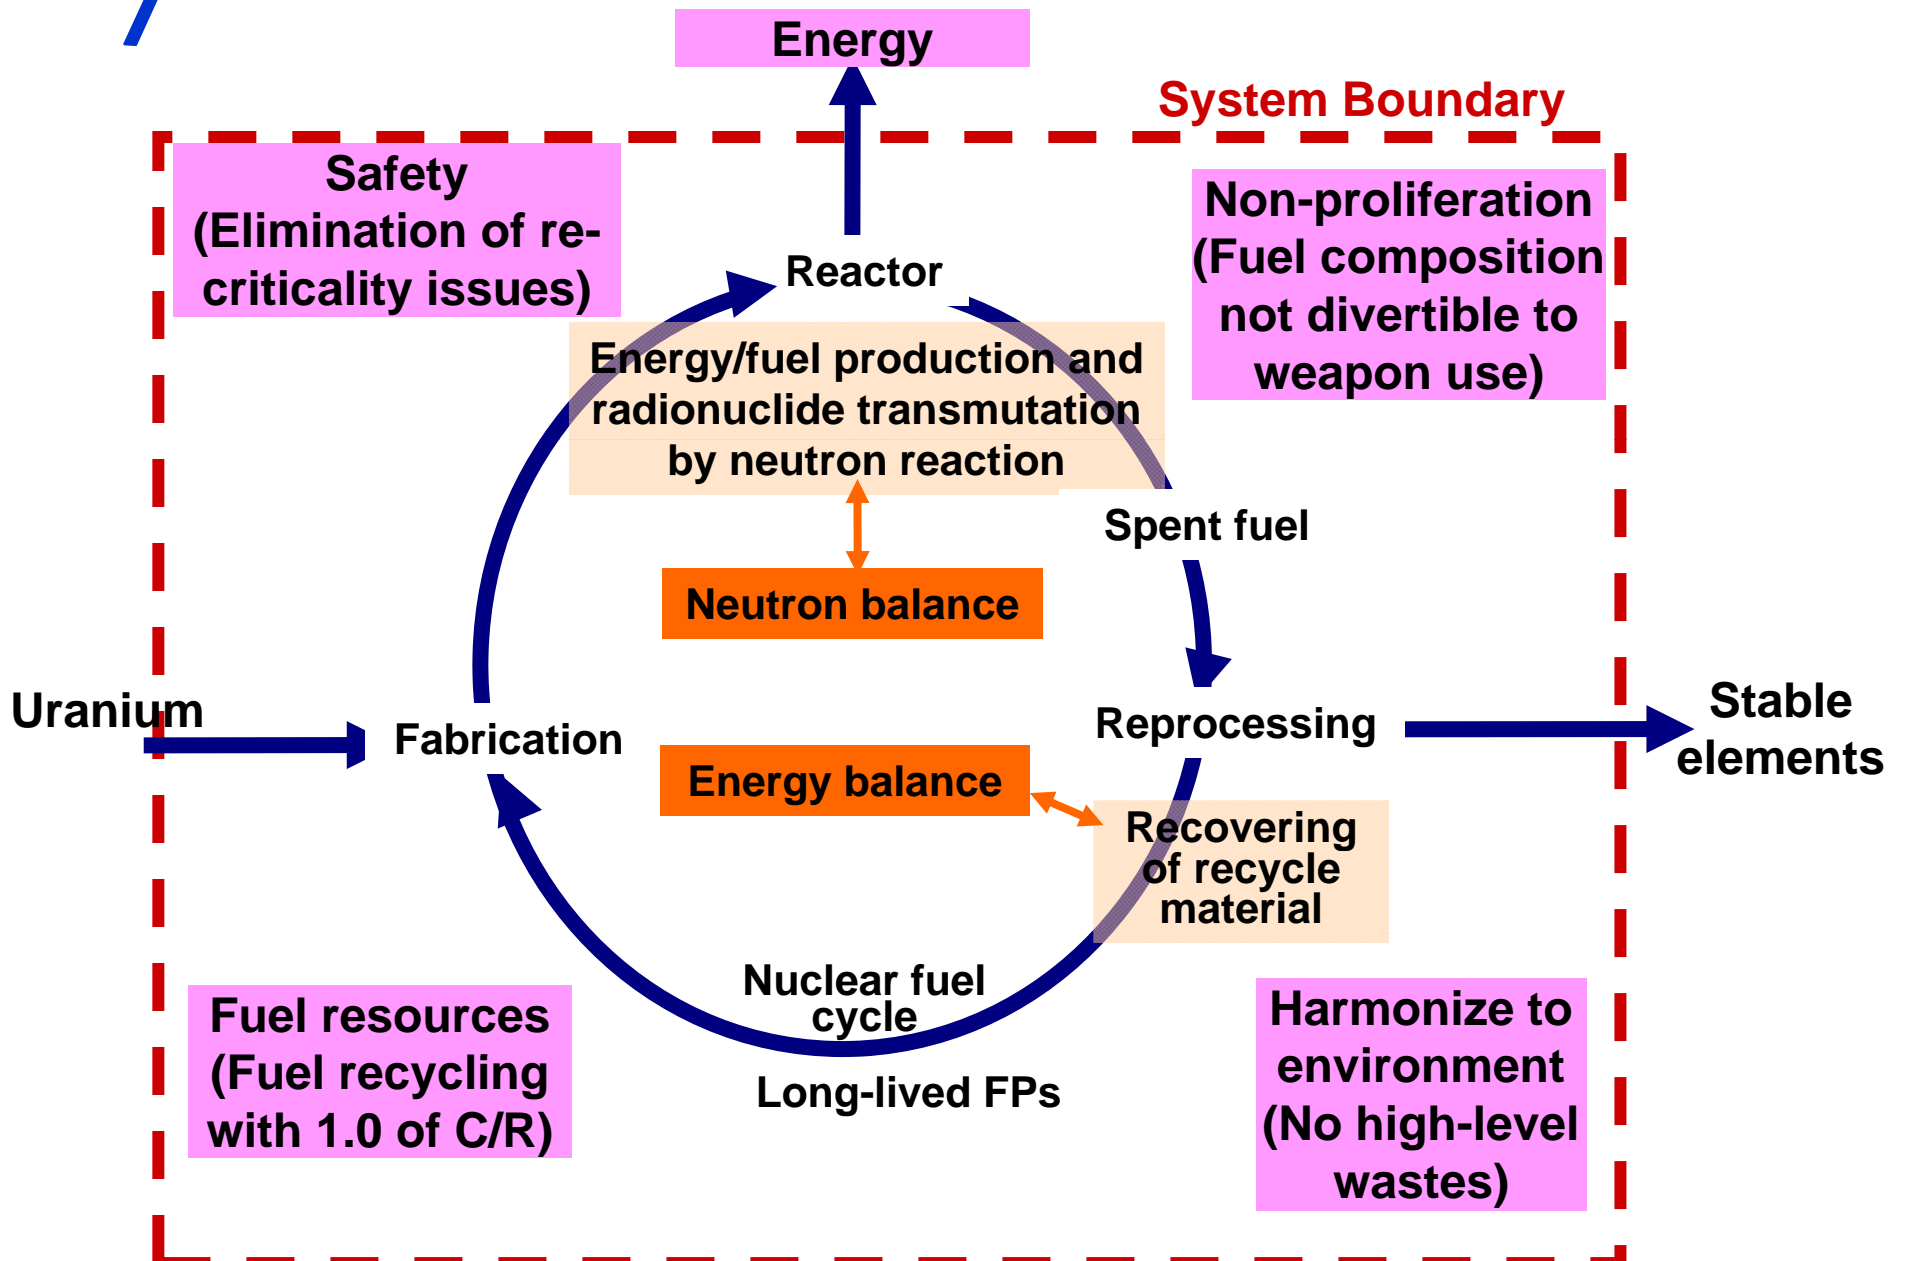 Energy
System Boundary
Safety
(Elimination of re-
criticality issues)
Non-proliferation
(Fuel composition
not divertible to
weapon use)
Reactor
Energy/fuel production and
radionuclide transmutation
by neutron reaction
Spent fuel
Neutron balance
Uranium
Fabrication
Reprocessing
Stable
elements
Energy balance
Recovering
of recycle
material
Nuclear fuel
cycle
Long-lived FPs
Fuel resources
(Fuel recycling
with 1.0 of C/R)
Harmonize to
environment
(No high-level
wastes)